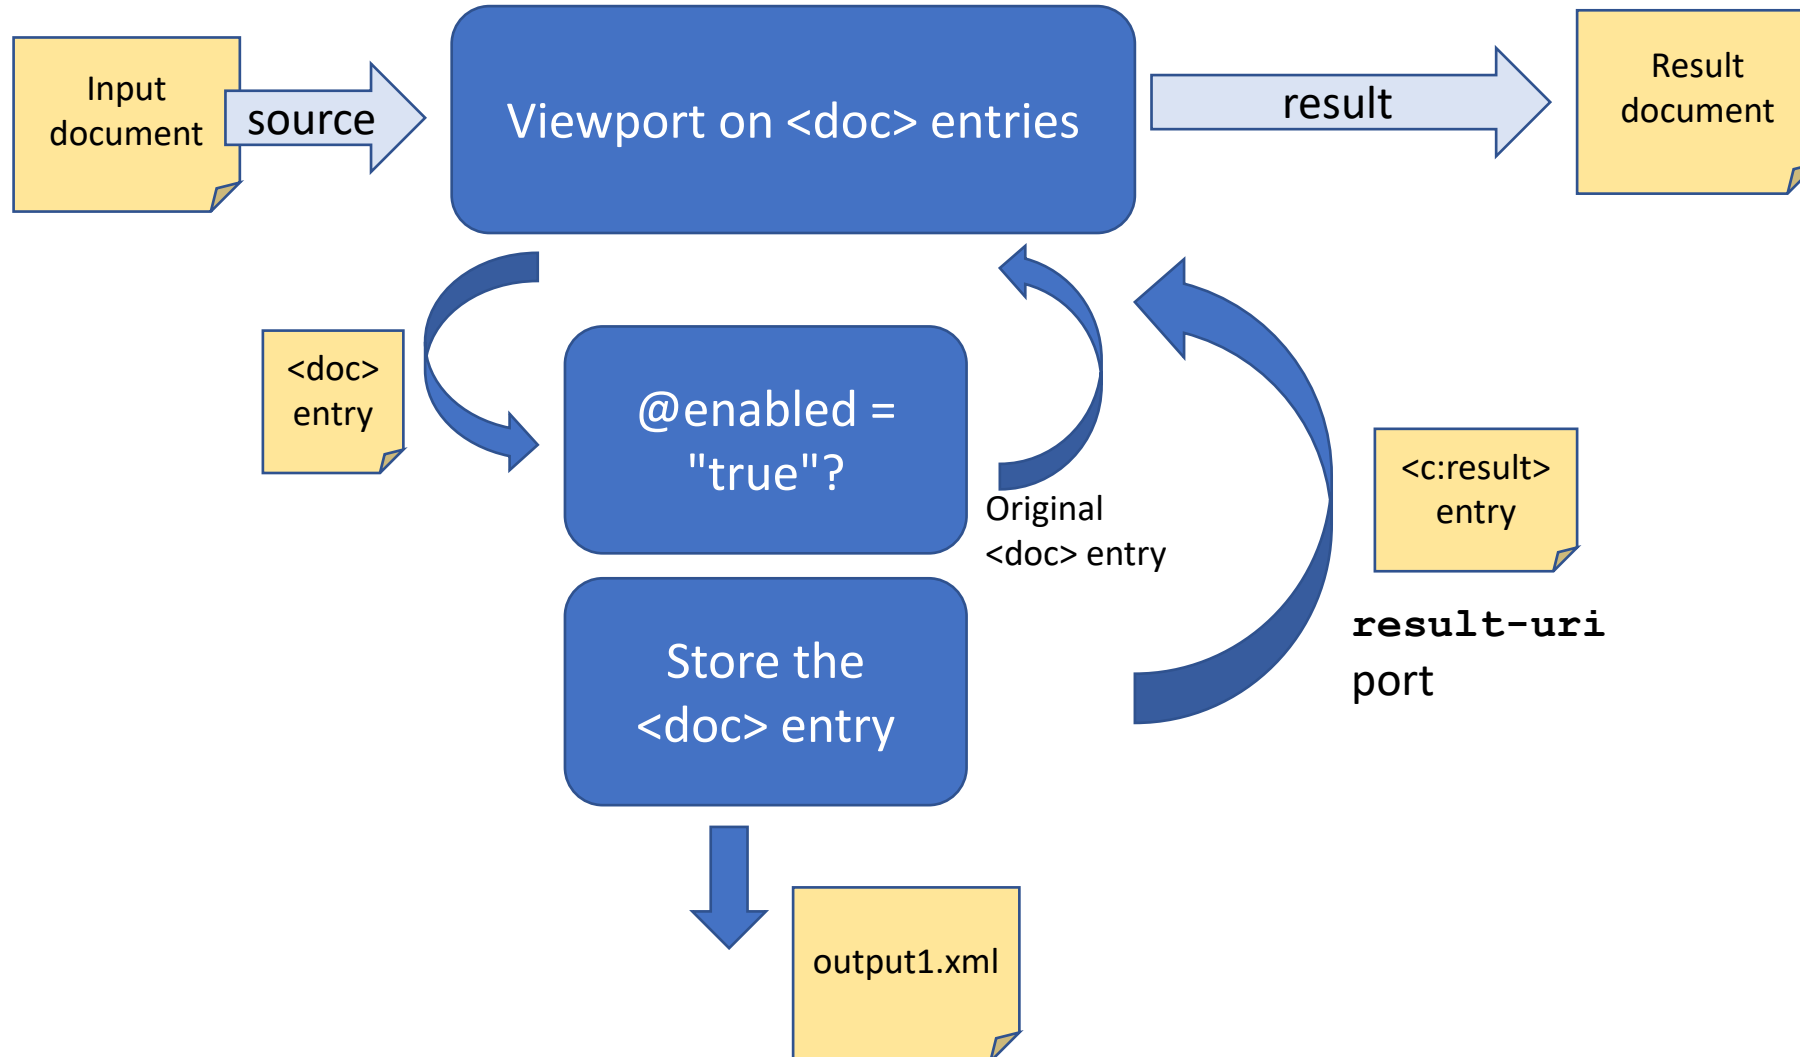 Input
document
source
Viewport on <doc> entries
result
Result
document
<doc>
entry
@enabled =
"true"?
Original
<doc> entry
<c:result>
entry
result-uri
port
Store the
<doc> entry
output1.xml